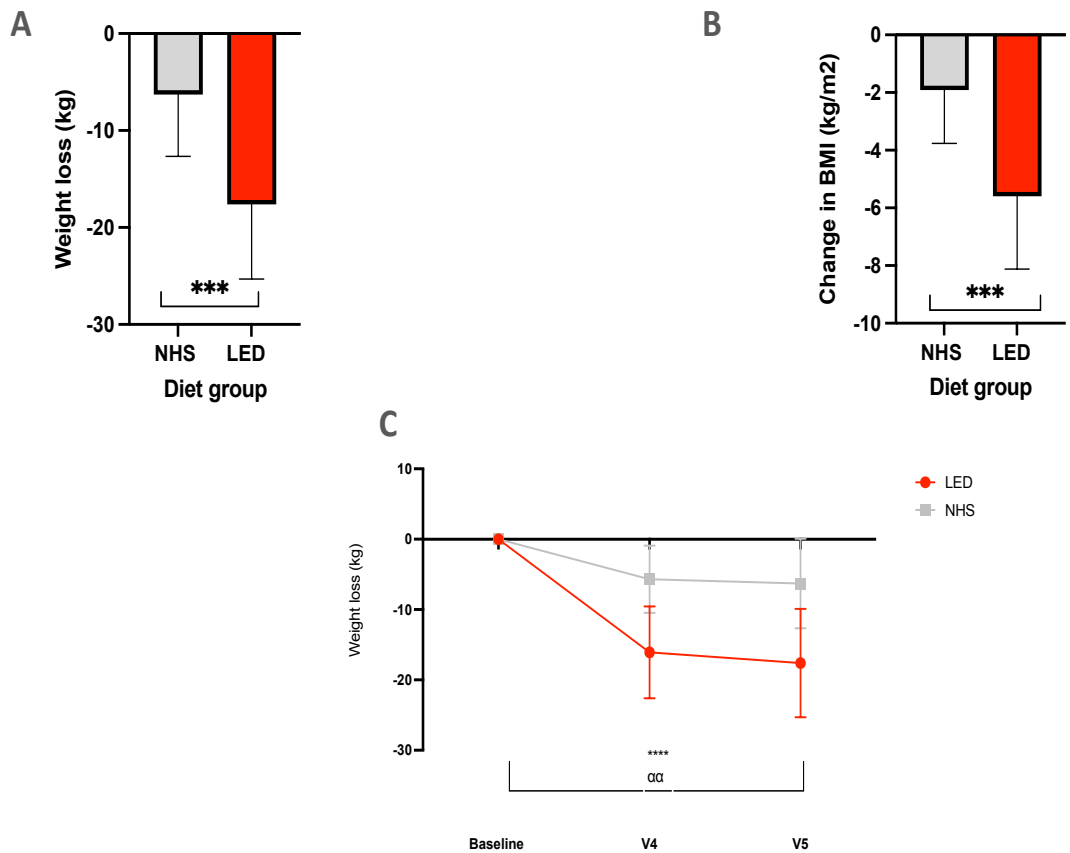 A
Weight loss (kg)
0
-10
-20
-30
***
NHS LED
Diet group
B
Change in BMI (kg/m2)
0
-2
-4
-6
-8
-10
***
NHS LED
Diet group
C
Weight loss (kg)
10
0
-10
-20
-30
LED
NHS
****
αα
Baseline V4 V5